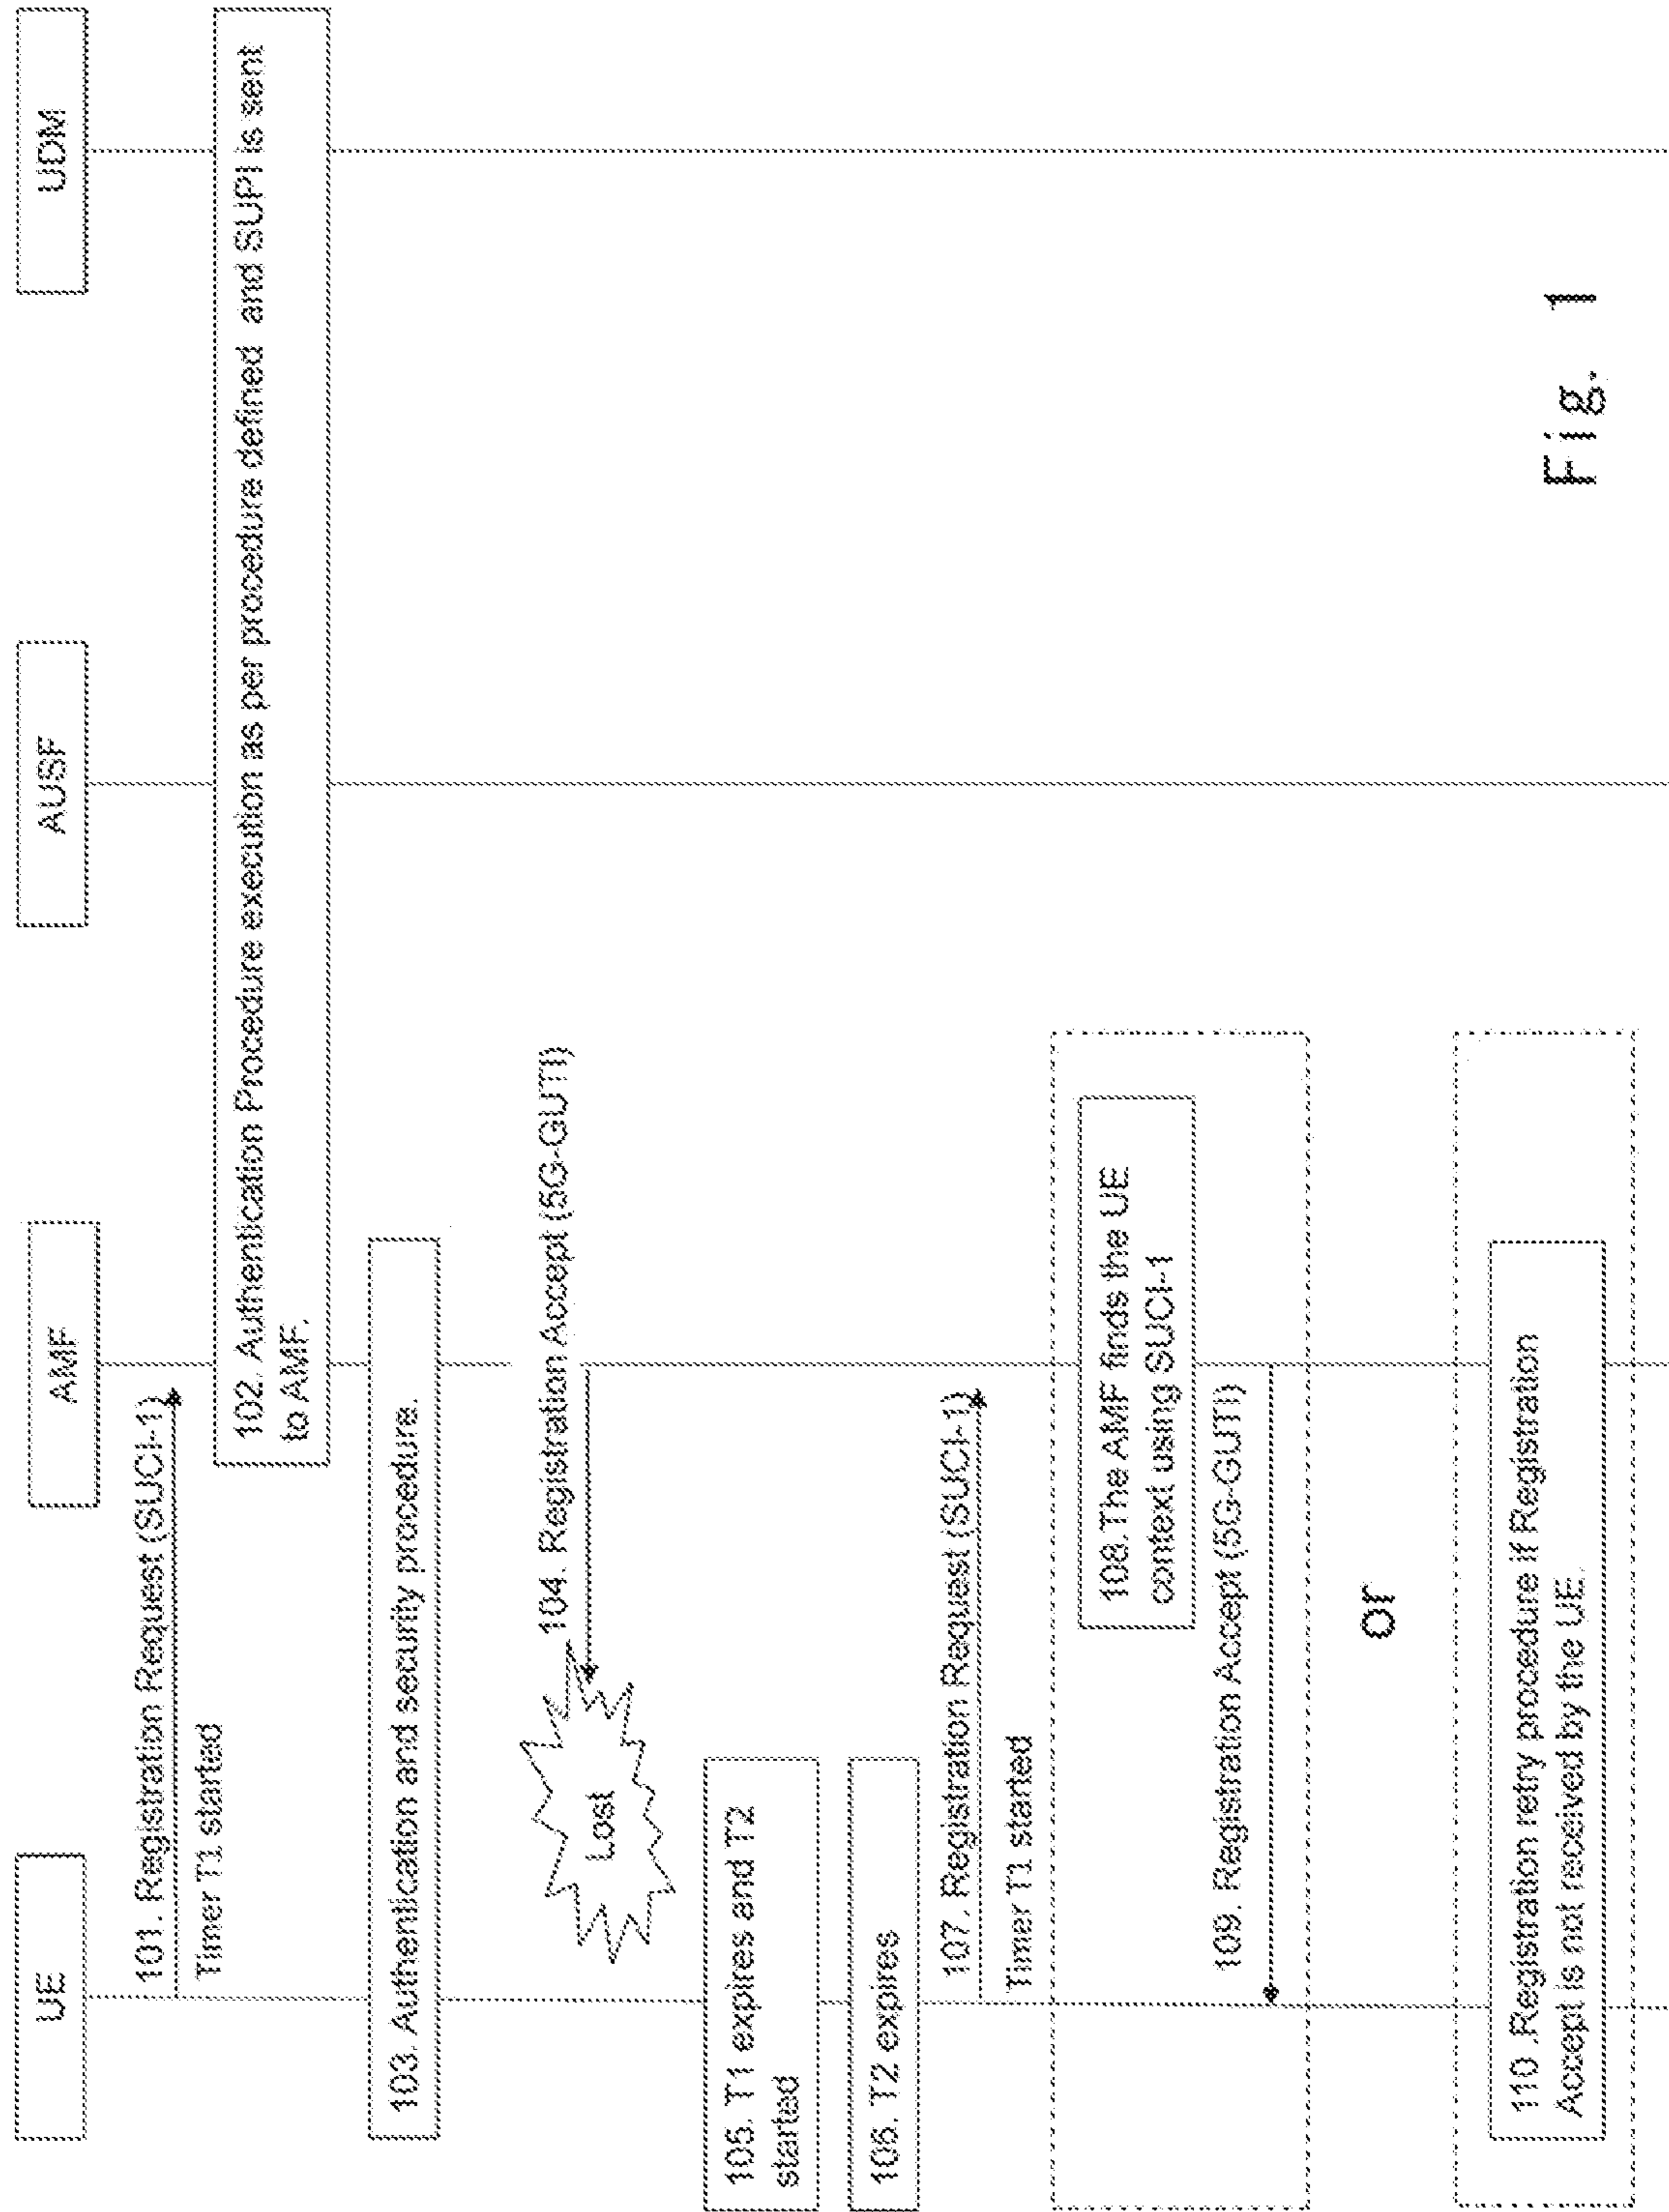 UE
AMF
AUSF
UDM
101. Registration Request (SUCI-1)
Timer T1 started
102. Authentication Procedure execution as per procedure defined and SUPI is sent
to AMF.
103. Authentication and security procedure.
104. Registration Accept (5G-GUTI)
Lost
105. T1 expires and T2
started
106. T2 expires
107. Registration Request (SUCI-1)
Timer T1 started
108.The AMF finds the UE
context using SUCI-1
109. Registration Accept (5G-GUTI)
or
110 .Registration retry procedure if Registration
Accept is not received by the UE.
Fig. 1